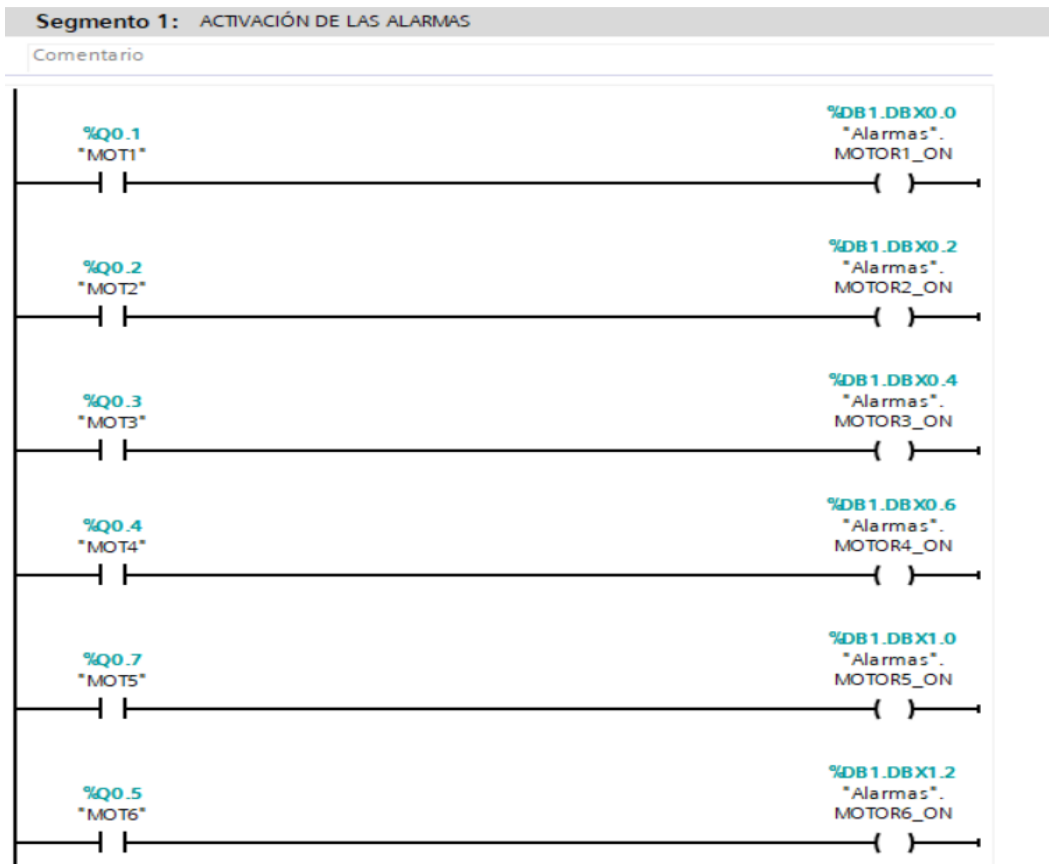 Segmento 1: ACTIVACIÓN DE LAS ALARMAS
Comentario
%Q0.1
"MOT1"
%DB1.DBX0.0
"Alarmas".
MOTOR1_ON
%Q0.2
"MOT2"
%DB1.DBX0.2
"Alarmas".
MOTOR2_ON
%Q0.3
"MOT3"
%DB1.DBX0.4
"Alarmas".
MOTOR3_ON
%Q0.4
"MOT4"
%DB1.DBX0.6
"Alarmas".
MOTOR4_ON
%Q0.7
"MOT5"
%DB1.DBX1.0
"Alarmas".
MOTOR5_ON
%Q0.5
"MOT6"
%DB1.DBX1.2
"Alarmas".
MOTOR6_ON